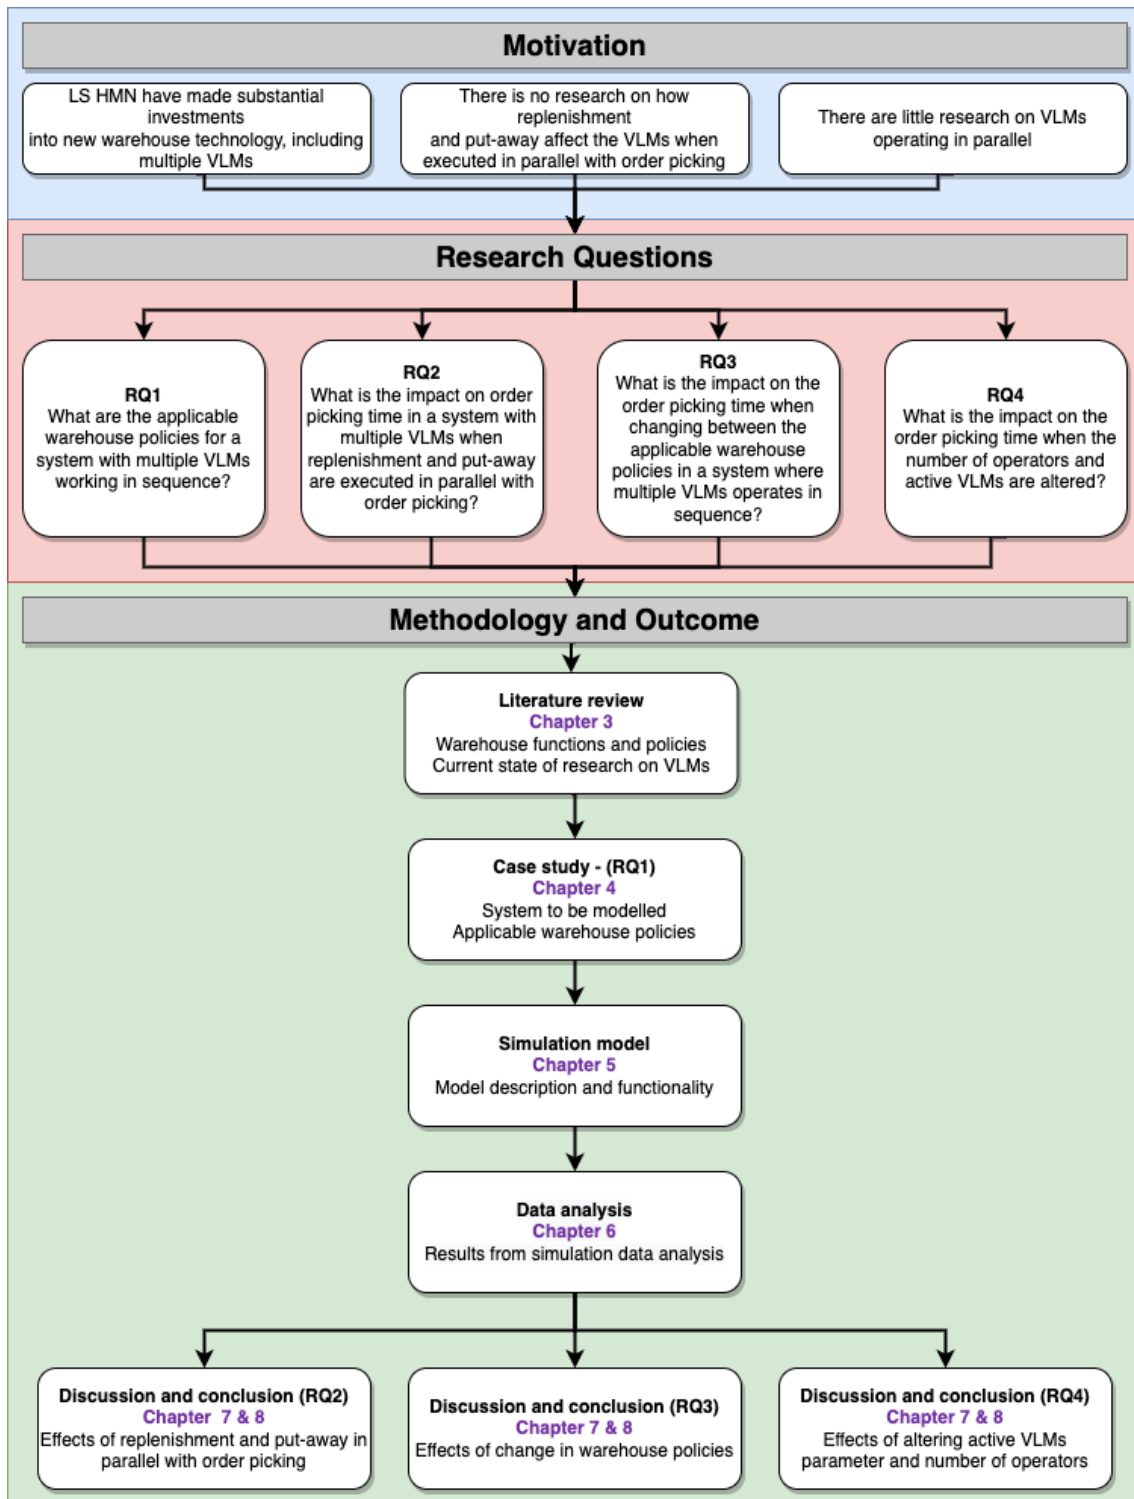 Motivation
LS HMN have made substantial
investments
into new warehouse technology, including
multiple VLMs
There is no research on how
replenishment
and put-away affect the VLMs when
executed in parallel with order picking
There are little research on VLMs
operating in parallel
Research Questions
RQ1
What are the applicable
warehouse policies for a
system with multiple VLMs
working in sequence?
RQ2
What is the impact on order
picking time in a system with
multiple VLMs when
replenishment and put-away
are executed in parallel with
order picking?
RQ3
What is the impact on the
order picking time when
changing between the
applicable warehouse
policies in a system where
multiple VLMs operates in
sequence?
RQ4
What is the impact on the
order picking time when the
number of operators and
active VLMs are altered?
Methodology and Outcome
Literature review
Chapter 3
Warehouse functions and policies
Current state of research on VLMs
Case study - (RQ1)
Chapter 4
System to be modelled
Applicable warehouse policies
Simulation model
Chapter 5
Model description and functionality
Data analysis
Chapter 6
Results from simulation data analysis
Discussion and conclusion (RQ2)
Chapter 7 & 8
Effects of replenishment and put-away in
parallel with order picking
Discussion and conclusion (RQ3)
Chapter 7 & 8
Effects of change in warehouse policies
Discussion and conclusion (RQ4)
Chapter 7 & 8
Effects of altering active VLMs
parameter and number of operators